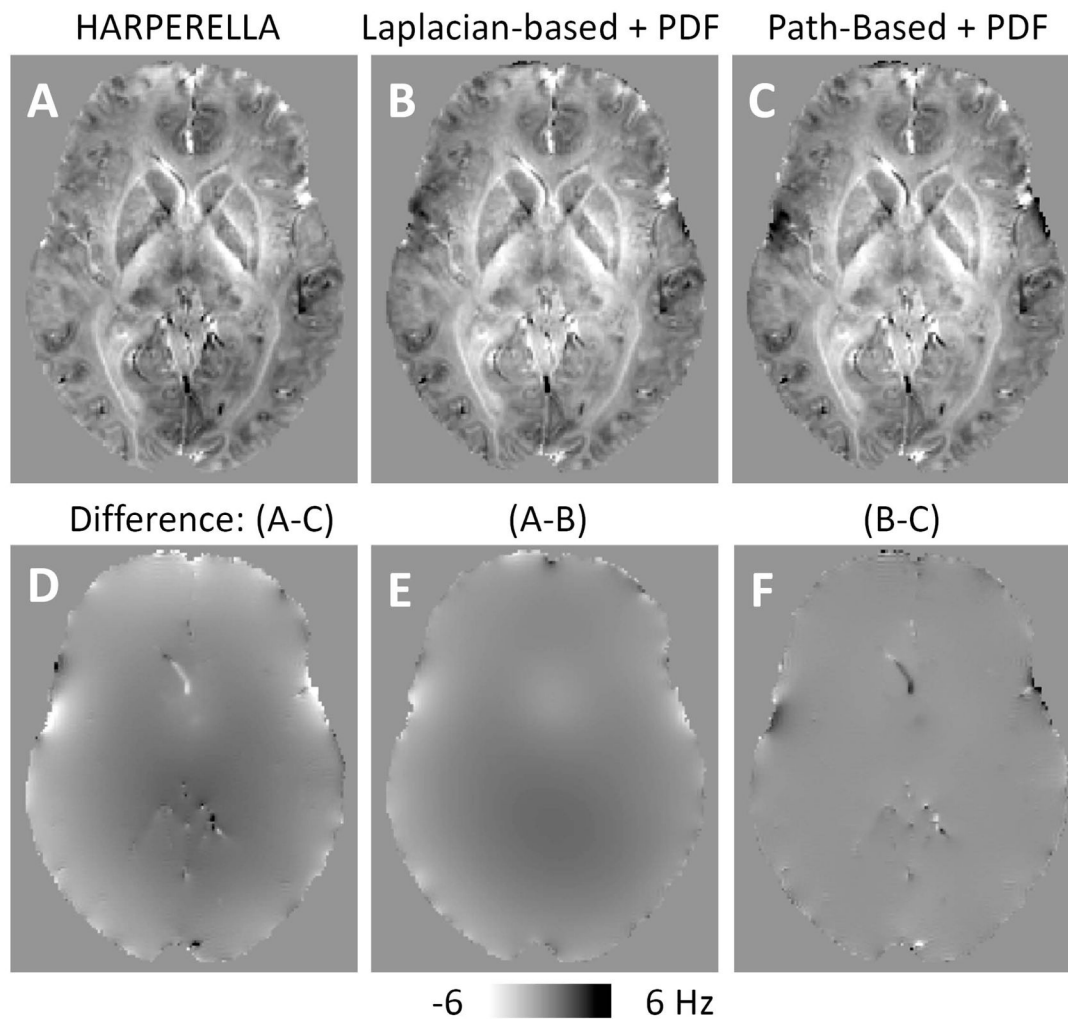 HARPERELLA Laplacian-based + PDF Path-Based + PDF
A B C
Difference: (A-C) (A-B) (B-C)
D E F
-6 6 Hz